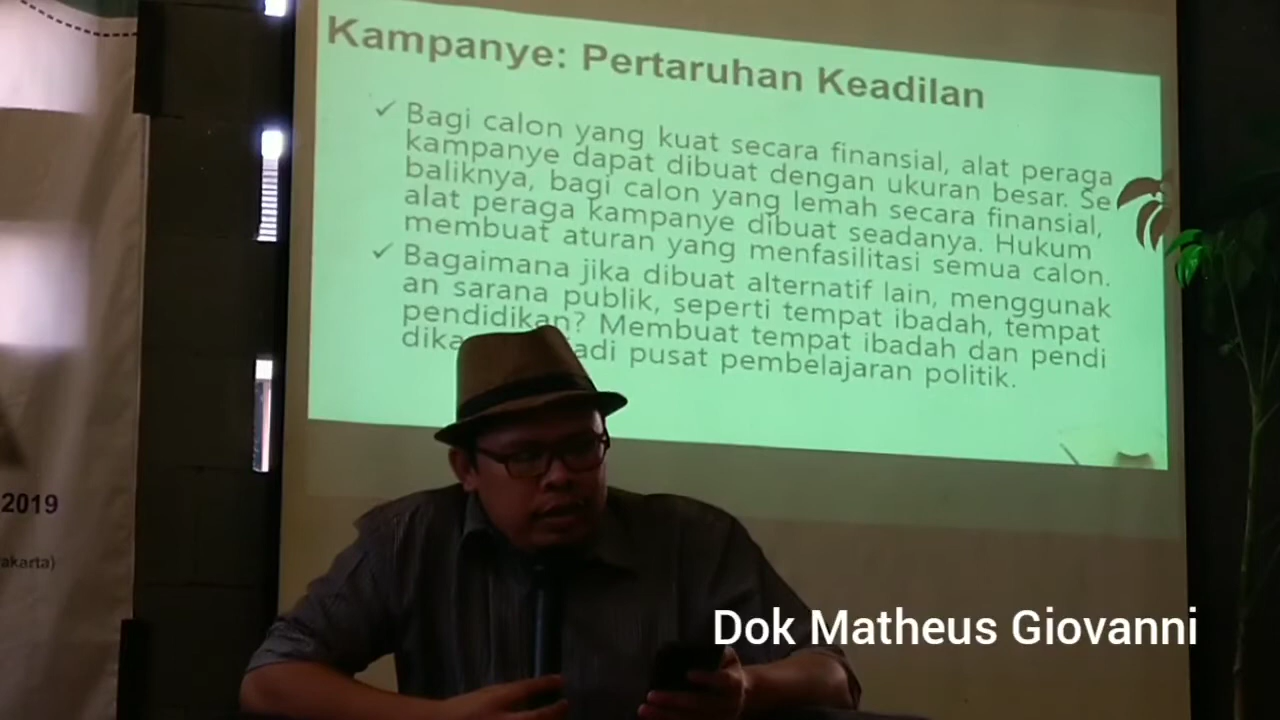 Kampanye: Pertaruhan Keadilan
✓ Bagi calon yang kuat secara finansial, alat peraga
kampanye dapat dibuat dengan ukuran besar. Se
baliknya, bagi calon yang lemah secara finansial,
alat peraga kampanye dibuat seadanya. Hukum
membuat aturan yang menfasilitasi semua calon.
✓ Bagaimana jika dibuat alternatif lain, menggunak
an sarana publik, seperti tempat ibadah, tempat
pendidikan? Membuat tempat ibadah dan pendi
pusat pembelajaran politik.
2019
akarta)
Dok Matheus Giovanni